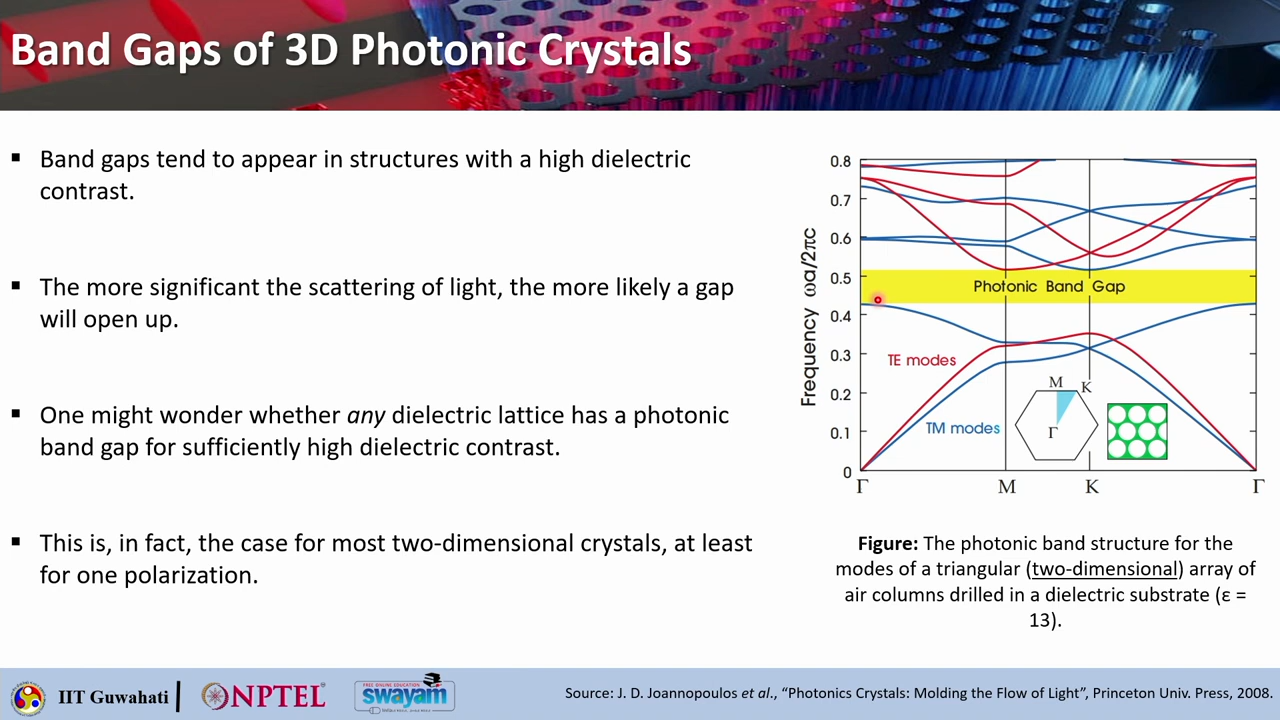 Band Gaps of 3D Photonic Crystals
▪ Band gaps tend to appear in structures with a high dielectric
contrast.
▪ The more significant the scattering of light, the more likely a gap
will open up.
▪ One might wonder whether any dielectric lattice has a photonic
band gap for sufficiently high dielectric contrast.
▪ This is, in fact, the case for most two-dimensional crystals, at least
for one polarization.
Frequency ωa/2πc
0.8
0.7
0.6
0.5
0.4
0.3
0.2
0.1
0
Photonic Band Gap
TE modes
TM modes
M
K
Γ
Γ
M
K
Γ
Figure: The photonic band structure for the
modes of a triangular (two-dimensional) array of
air columns drilled in a dielectric substrate (ε =
13).
IIT Guwahati
NPTEL
FREE ONLINE EDUCATION
swayam
Source: J. D. Joannopoulos et al., “Photonics Crystals: Molding the Flow of Light”, Princeton Univ. Press, 2008.